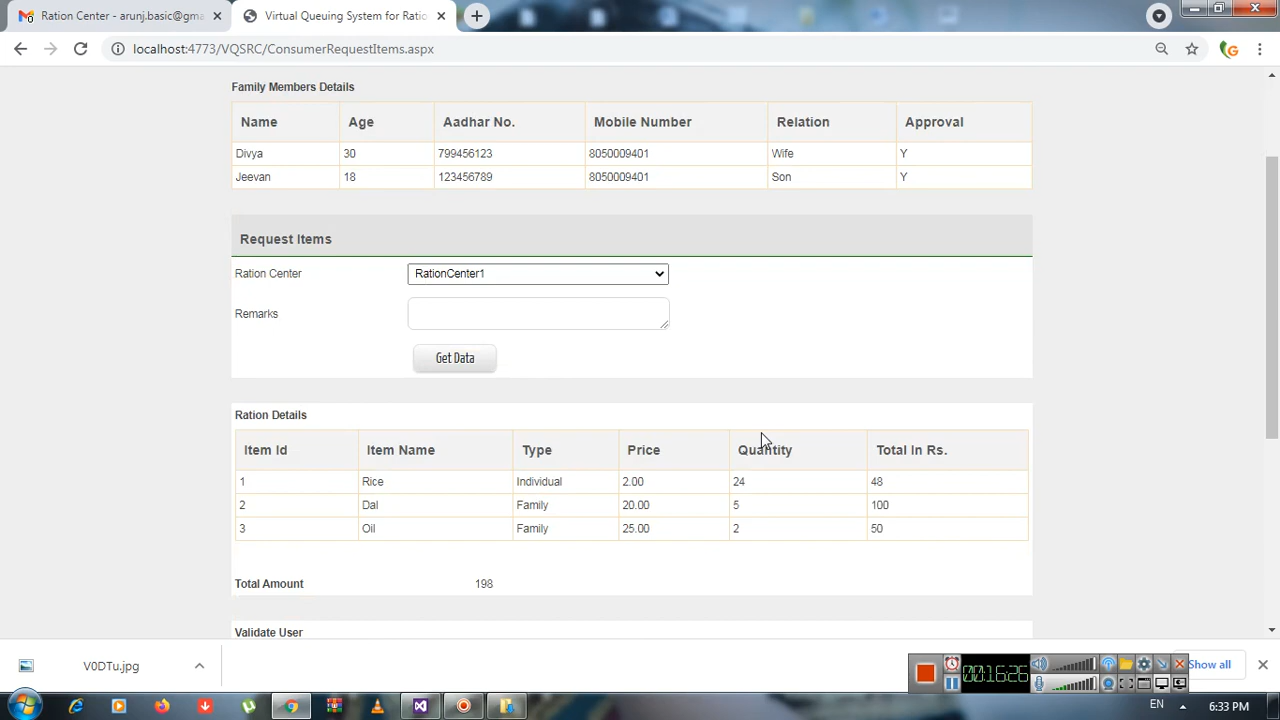 Ration Center - arunj.basic@gma
Virtual Queuing System for Ratio
localhost:4773/VQSRC/ConsumerRequestItems.aspx
Family Members Details
Name Age Aadhar No. Mobile Number Relation Approval
Divya 30 799456123 8050009401 Wife Y
Jeevan 18 123456789 8050009401 Son Y
Request Items
Ration Center RationCenter1
Remarks
Get Data
Ration Details
Item Id Item Name Type Price Quantity Total In Rs.
1 Rice Individual 2.00 24 48
2 Dal Family 20.00 5 100
3 Oil Family 25.00 2 50
Total Amount 198
Validate User
V0DTu.jpg
00:16:26
Show all
EN 6:33 PM